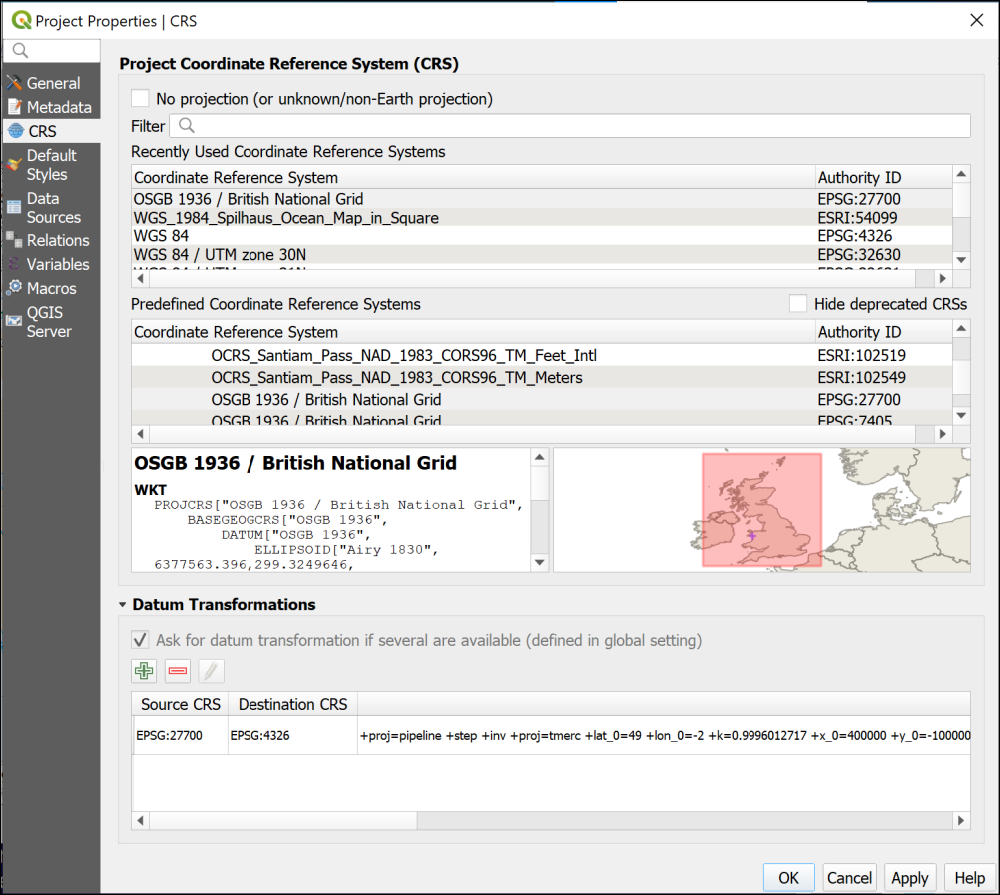 Project Properties | CRS
General
Metadata
CRS
Default
Styles
Data
Sources
Relations
Variables
Macros
QGIS
Server
Project Coordinate Reference System (CRS)
No projection (or unknown/non-Earth projection)
Filter
Recently Used Coordinate Reference Systems
Coordinate Reference System Authority ID
OSGB 1936 / British National Grid EPSG:27700
WGS_1984_Spilhaus_Ocean_Map_in_Square ESRI:54099
WGS 84 EPSG:4326
WGS 84 / UTM zone 30N EPSG:32630
Predefined Coordinate Reference Systems Hide deprecated CRSs
Coordinate Reference System Authority ID
OCRS_Santiam_Pass_NAD_1983_CORS96_TM_Feet_Intl ESRI:102519
OCRS_Santiam_Pass_NAD_1983_CORS96_TM_Meters ESRI:102549
OSGB 1936 / British National Grid EPSG:27700
OSGB 1936 / British National Grid EPSG:7405
OSGB 1936 / British National Grid
WKT
PROJCRS["OSGB 1936 / British National Grid",
BASEGEOGCRS["OSGB 1936",
DATUM["OSGB 1936",
ELLIPSOID["Airy 1830",
6377563.396,299.3249646,
Datum Transformations
Ask for datum transformation if several are available (defined in global setting)
Source CRS Destination CRS
EPSG:27700 EPSG:4326 +proj=pipeline +step +inv +proj=tmerc +lat_0=49 +lon_0=-2 +k=0.9996012717 +x_0=400000 +y_0=-100000
OK Cancel Apply Help